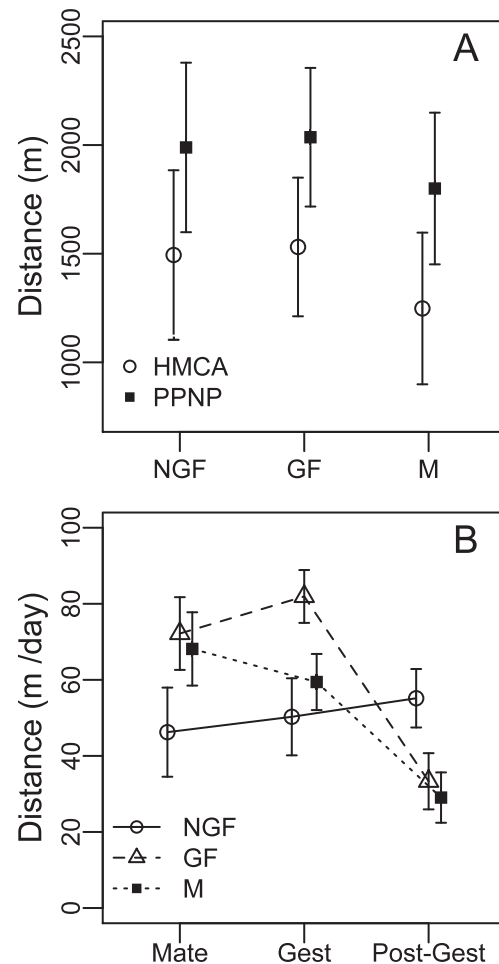 A
Distance (m)
2500
2000
1500
1000
HMCA
PPNP
NGF GF M
B
Distance (m /day)
100
80
60
40
20
0
NGF
GF
M
Mate Gest Post-Gest